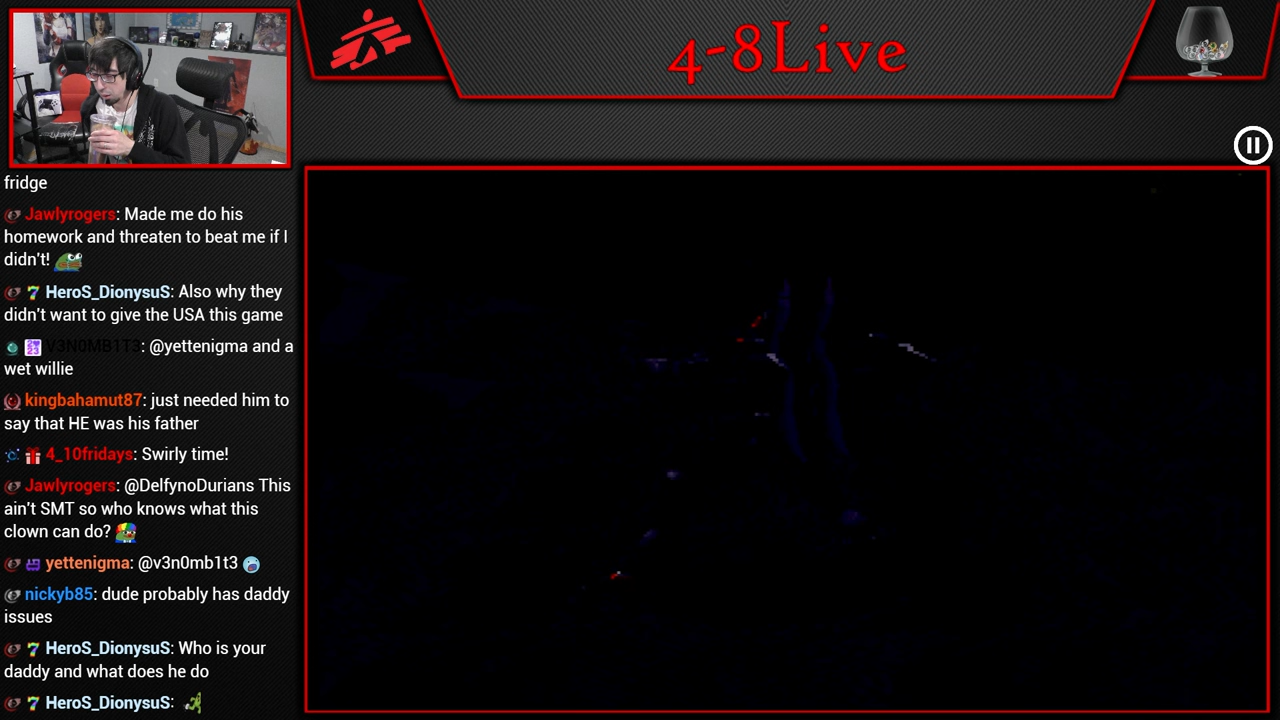 4-8Live
fridge
Jawlyrogers: Made me do his
homework and threaten to beat me if I
didn't!
HeroS_DionysuS: Also why they
didn't want to give the USA this game
V3N0MB1T3: @yettenigma and a
wet willie
kingbahamut87: just needed him to
say that HE was his father
4_10fridays: Swirly time!
Jawlyrogers: @DelfynoDurians This
ain't SMT so who knows what this
clown can do?
yettenigma: @v3n0mb1t3
nickyb85: dude probably has daddy
issues
HeroS_DionysuS: Who is your
daddy and what does he do
HeroS_DionysuS: